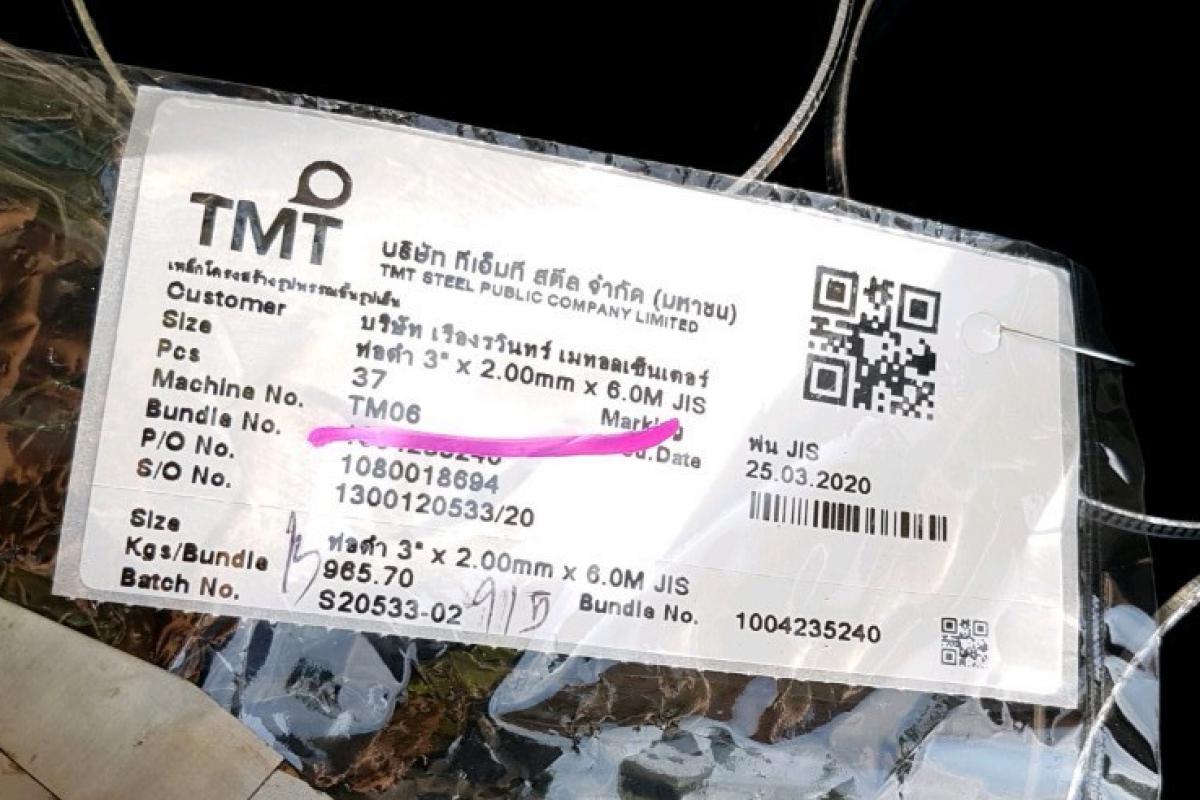 TMT
บริษัท ทีเอ็มที สตีล จำกัด (มหาชน)
TMT STEEL PUBLIC COMPANY LIMITED
เหล็กโครงสร้างรูปพรรณขึ้นรูปเย็น
Customer บริษัท เรืองรวินทร์ เมทอลเซ็นเตอร์
Size ท่อดำ 3" x 2.00mm x 6.0M JIS
Pcs 37
Machine No. TM06 Marking พ่น JIS
Bundle No. Date 25.03.2020
P/O No. 1080018694
S/O No. 1300120533/20
Size ท่อดำ 3" x 2.00mm x 6.0M JIS
Kgs/Bundle 965.70
Batch No. S20533-02 Bundle No. 1004235240